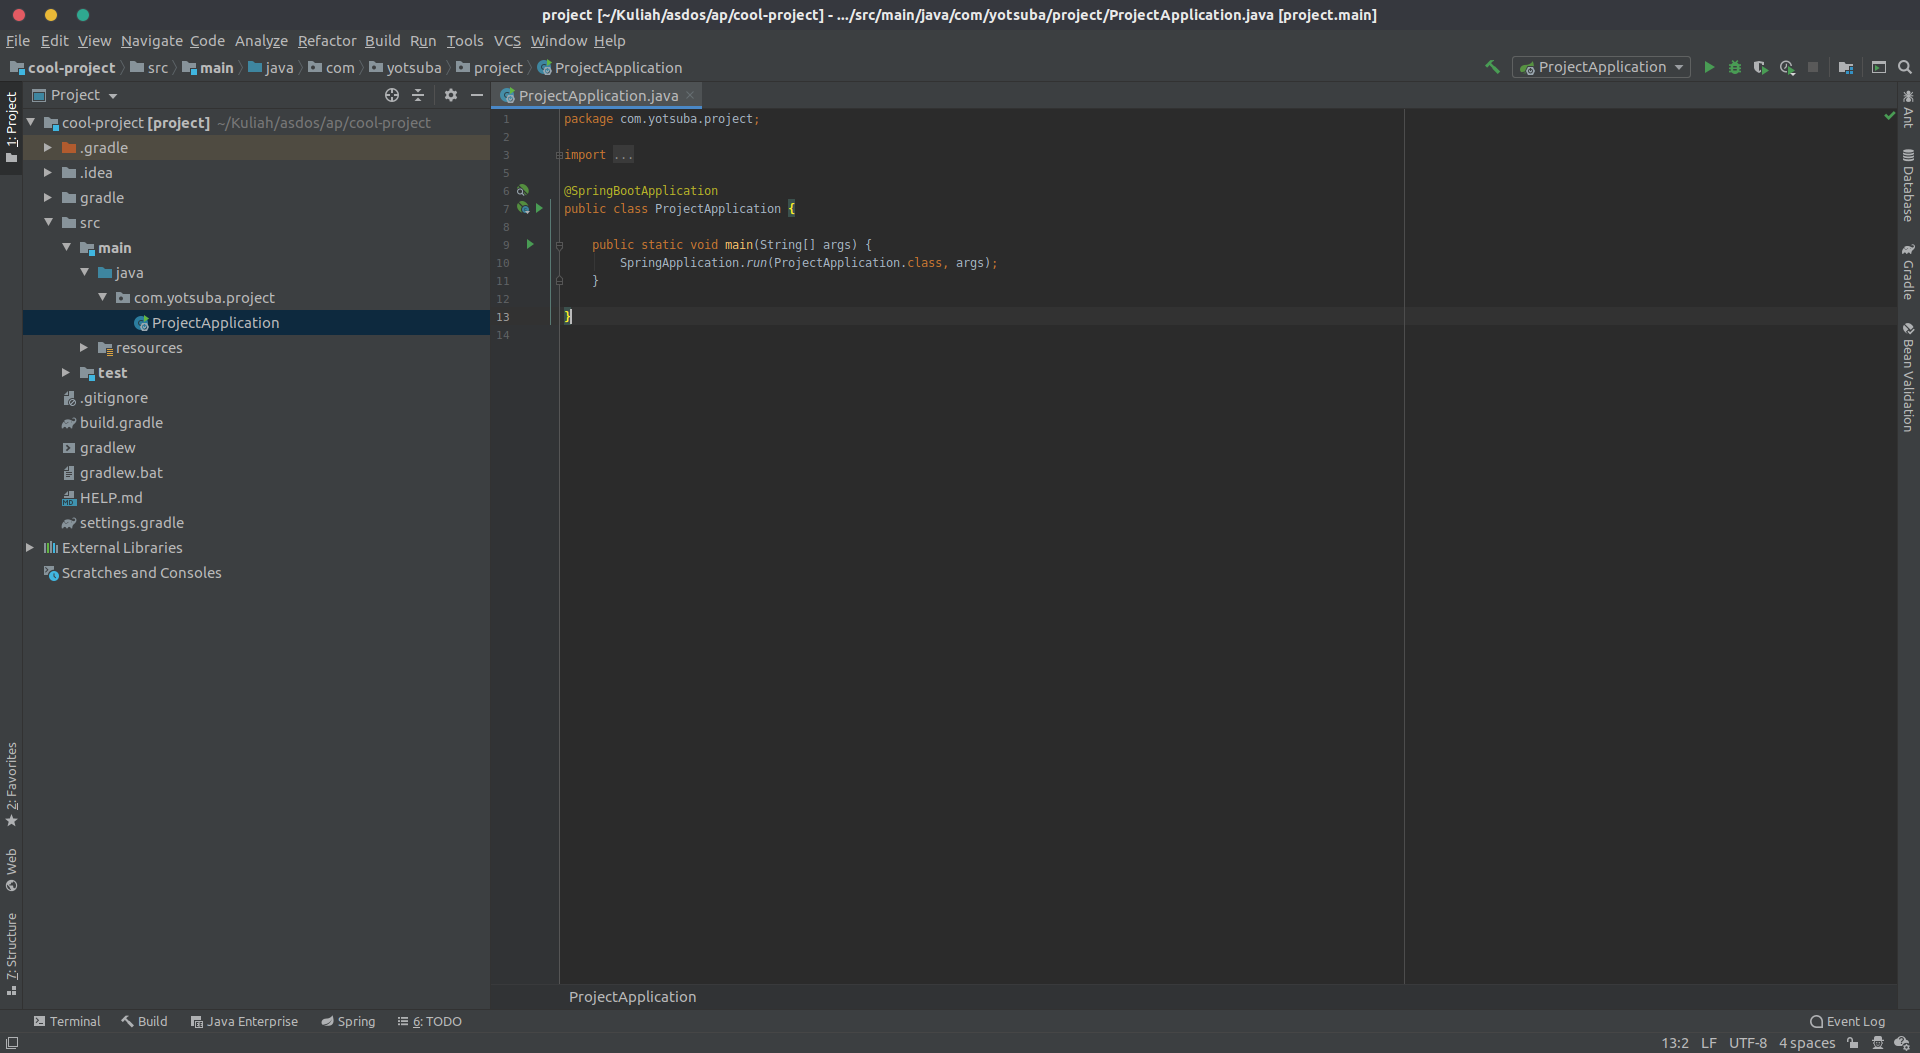 project [~/Kuliah/asdos/ap/cool-project] - .../src/main/java/com/yotsuba/project/ProjectApplication.java [project.main]
File Edit View Navigate Code Analyze Refactor Build Run Tools VCS Window Help
cool-project src main java com yotsuba project ProjectApplication
ProjectApplication
1: Project
2: Favorites
Web
7: Structure
Project
cool-project [project] ~/Kuliah/asdos/ap/cool-project
.gradle
.idea
gradle
src
main
java
com.yotsuba.project
ProjectApplication
resources
test
.gitignore
build.gradle
gradlew
gradlew.bat
HELP.md
settings.gradle
External Libraries
Scratches and Consoles
ProjectApplication.java
1 package com.yotsuba.project;
2
3 import ...
5
6 @SpringBootApplication
7 public class ProjectApplication {
8
9 public static void main(String[] args) {
10 SpringApplication.run(ProjectApplication.class, args);
11 }
12
13 }
14
ProjectApplication
Ant
Database
Gradle
Bean Validation
Terminal Build Java Enterprise Spring 6: TODO Event Log
13:2 LF UTF-8 4 spaces